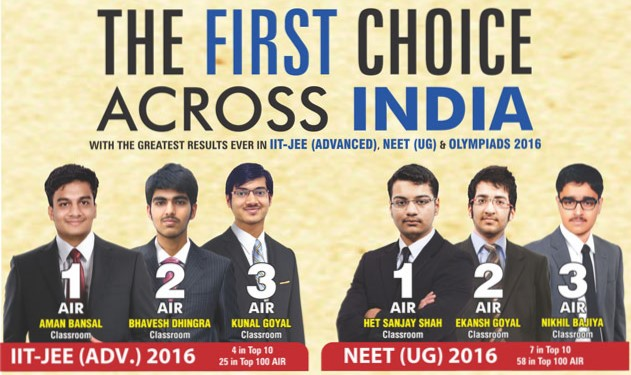 THE FIRST CHOICE
ACROSS INDIA
WITH THE GREATEST RESULTS EVER IN IIT-JEE (ADVANCED), NEET (UG) & OLYMPIADS 2016
1
AIR
AMAN BANSAL
Classroom
2
AIR
BHAVESH DHINGRA
Classroom
3
AIR
KUNAL GOYAL
Classroom
IIT-JEE (ADV.) 2016
4 in Top 10
25 in Top 100 AIR
1
AIR
HET SANJAY SHAH
Classroom
2
AIR
EKANSH GOYAL
Classroom
3
AIR
NIKHIL BAJIYA
Classroom
NEET (UG) 2016
7 in Top 10
58 in Top 100 AIR